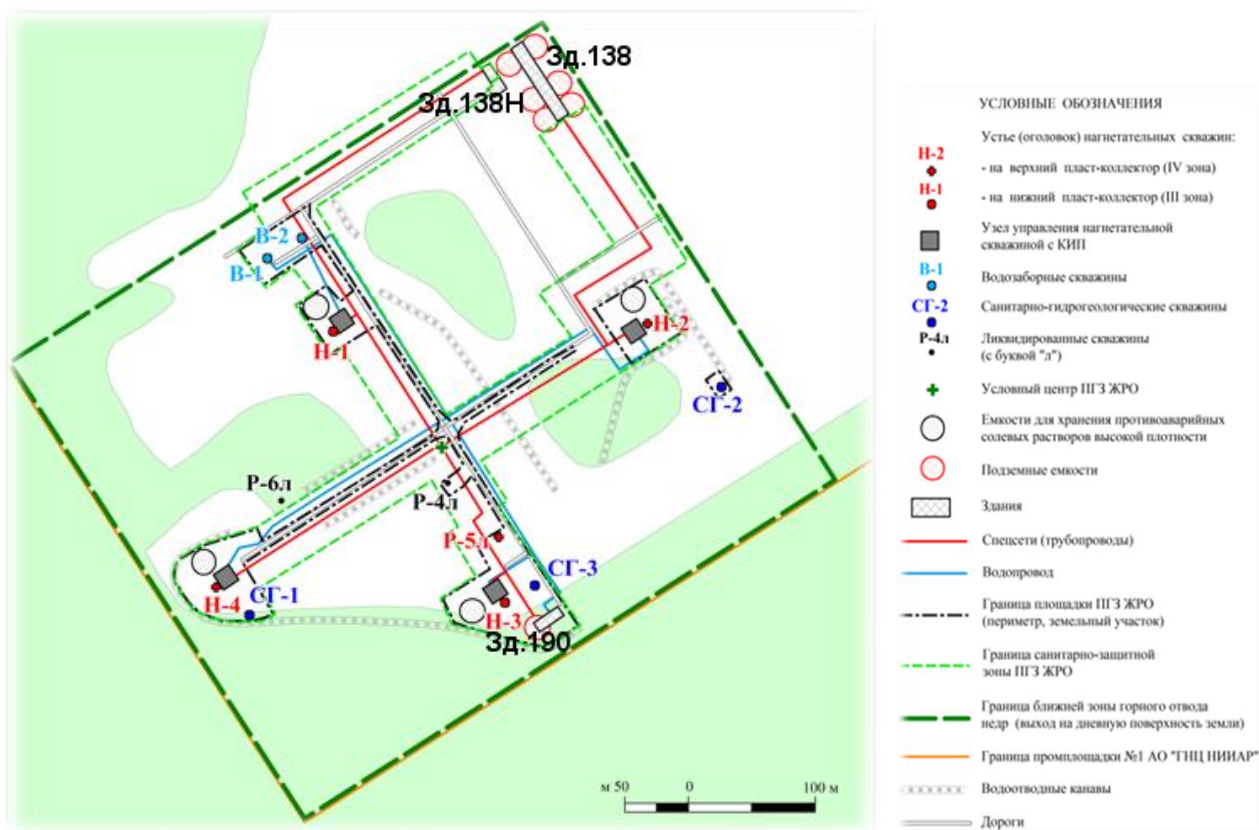 Зд.138
Зд.138Н
В-2
В-1
Н-1
Н-2
СГ-2
Р-6л
Р-4л
Р-5л
СГ-3
Н-4
СГ-1
Н-3
Зд.190
м 50 0 100 м
УСЛОВНЫЕ ОБОЗНАЧЕНИЯ
Устье (оголовок) нагнетательных скважин:
Н-2
- на верхний пласт-коллектор (IV зона)
Н-1
- на нижний пласт-коллектор (III зона)
Узел управления нагнетательной
скважиной с КИП
В-1
Водозаборные скважины
СГ-2
Санитарно-гидрогеологические скважины
Р-4л
Ликвидированные скважины
(с буквой "л")
Условный центр ПГЗ ЖРО
Емкости для хранения противоаварийных
солевых растворов высокой плотности
Подземные емкости
Здания
Спецсети (трубопроводы)
Водопровод
Граница площадки ПГЗ ЖРО
(периметр, земельный участок)
Граница санитарно-защитной
зоны ПГЗ ЖРО
Граница ближней зоны горного отвода
недр (выход на дневную поверхность земли)
Граница промплощадки №1 АО "ГНЦ НИИАР"
Водоотводные канавы
Дороги